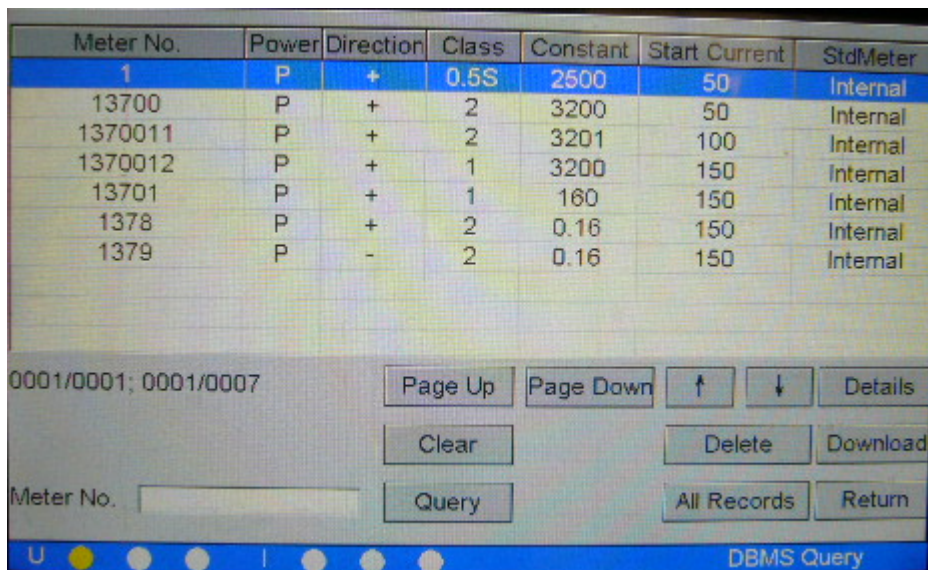 Meter No. Power Direction Class Constant Start Current StdMeter
1 P + 0.5S 2500 50 Internal
13700 P + 2 3200 50 Internal
1370011 P + 2 3201 100 Internal
1370012 P + 1 3200 150 Internal
13701 P + 1 160 150 Internal
1378 P + 2 0.16 150 Internal
1379 P - 2 0.16 150 Internal
0001/0001; 0001/0007 Page Up Page Down ↑ ↓ Details
Clear Delete Download
Meter No. Query All Records Return
U I DBMS Query